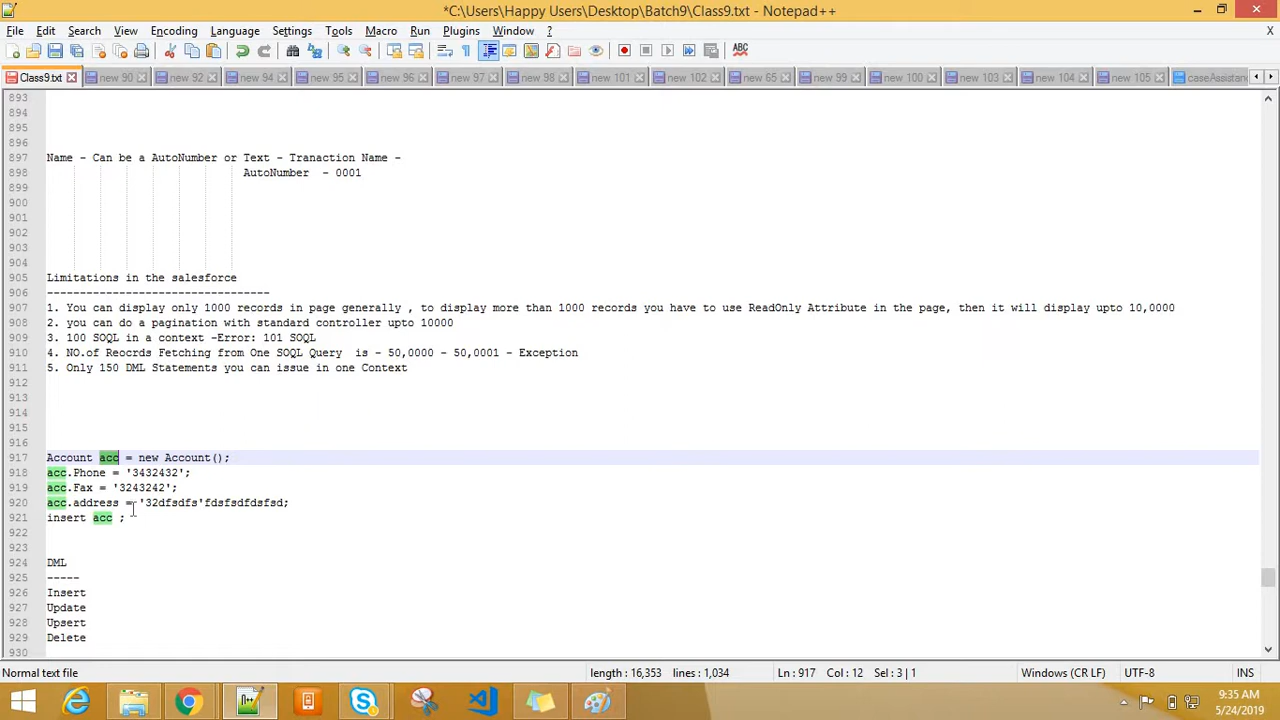 *C:\Users\Happy Users\Desktop\Batch9\Class9.txt - Notepad++
File Edit Search View Encoding Language Settings Tools Macro Run Plugins Window ? X
Class9.txt new 90 new 92 new 94 new 95 new 96 new 97 new 98 new 101 new 102 new 65 new 99 new 100 new 103 new 104 new 105 caseAssistan
893
894
895
896
897 Name - Can be a AutoNumber or Text - Tranaction Name -
898 AutoNumber - 0001
899
900
901
902
903
904
905 Limitations in the salesforce
906 ----------------------------------
907 1. You can display only 1000 records in page generally , to display more than 1000 records you have to use ReadOnly Attribute in the page, then it will display upto 10,0000
908 2. you can do a pagination with standard controller upto 10000
909 3. 100 SOQL in a context -Error: 101 SOQL
910 4. NO.of Reocrds Fetching from One SOQL Query is - 50,0000 - 50,0001 - Exception
911 5. Only 150 DML Statements you can issue in one Context
912
913
914
915
916
917 Account acc = new Account();
918 acc.Phone = '3432432';
919 acc.Fax = '3243242';
920 acc.address = '32dfsdfs'fdsfsdfdsfsd;
921 insert acc ;
922
923
924 DML
925 -----
926 Insert
927 Update
928 Upsert
929 Delete
930
Normal text file length : 16,353 lines : 1,034 Ln : 917 Col : 12 Sel : 3 | 1 Windows (CR LF) UTF-8 INS
9:35 AM
5/24/2019